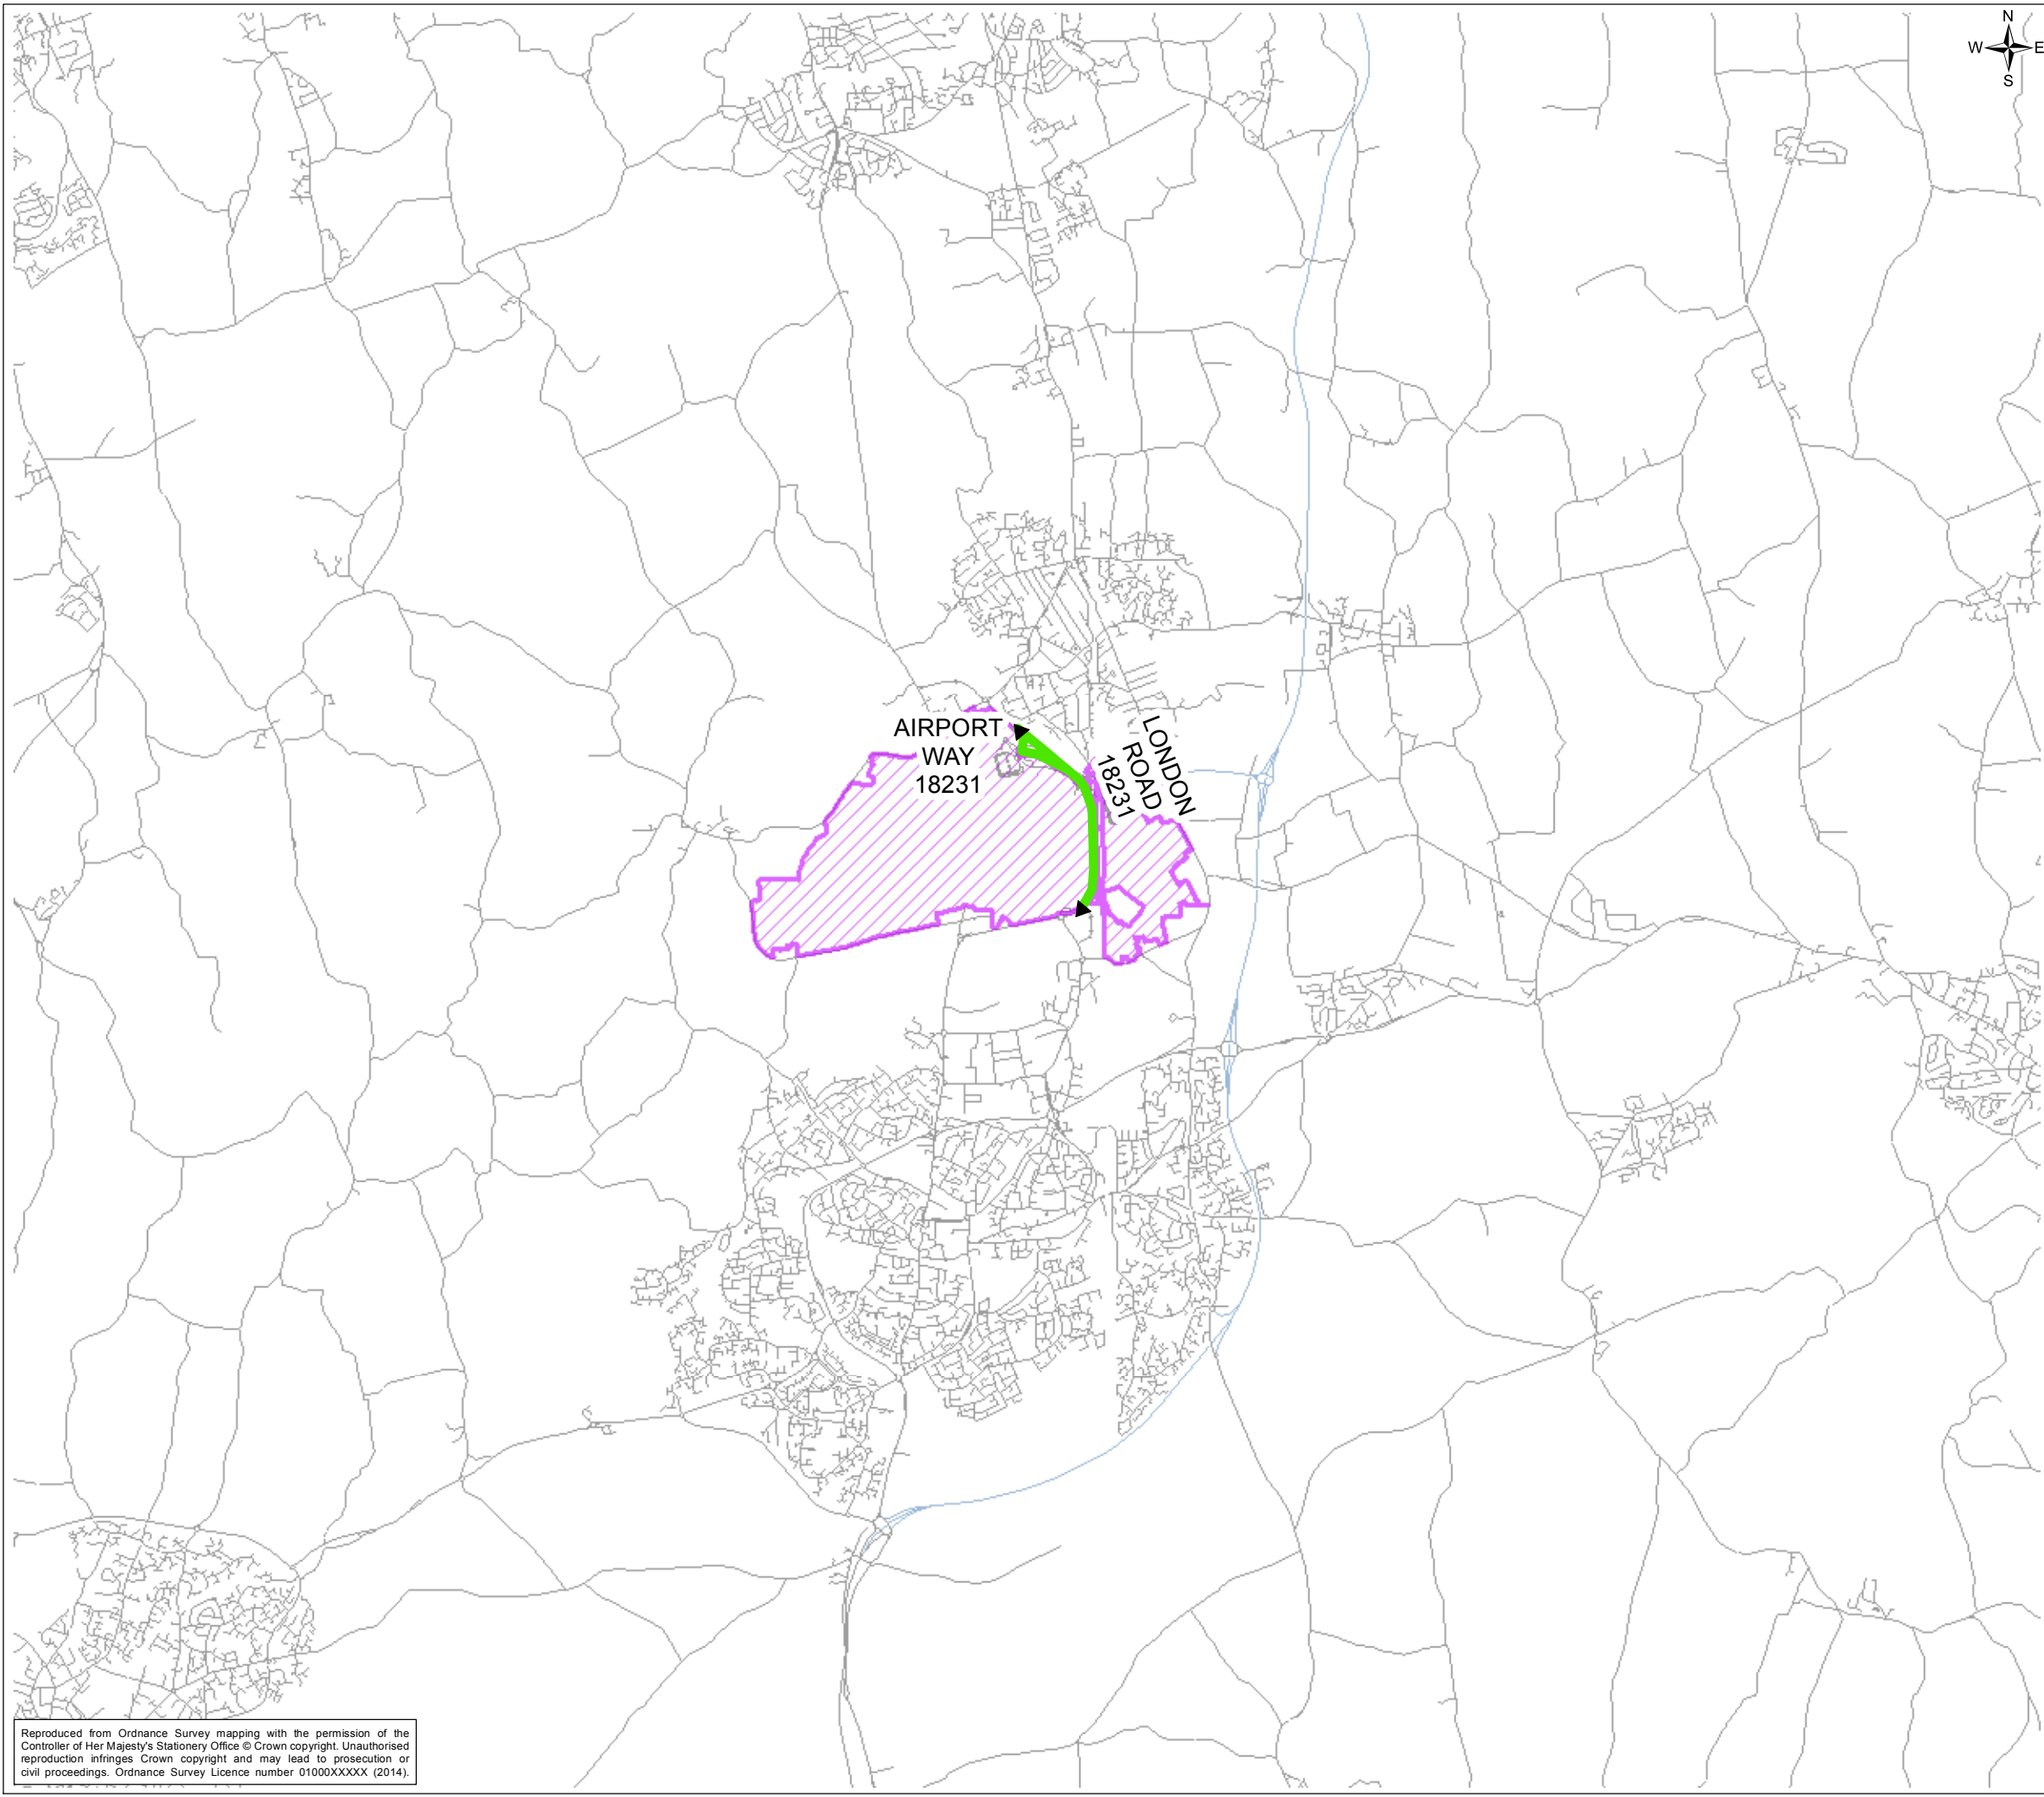 N
W E
S
AIRPORT
WAY
18231
LONDON
ROAD
18231
Reproduced from Ordnance Survey mapping with the permission of the
Controller of Her Majesty's Stationery Office © Crown copyright. Unauthorised
reproduction infringes Crown copyright and may lead to prosecution or
civil proceedings. Ordnance Survey Licence number 01000XXXXX (2014).